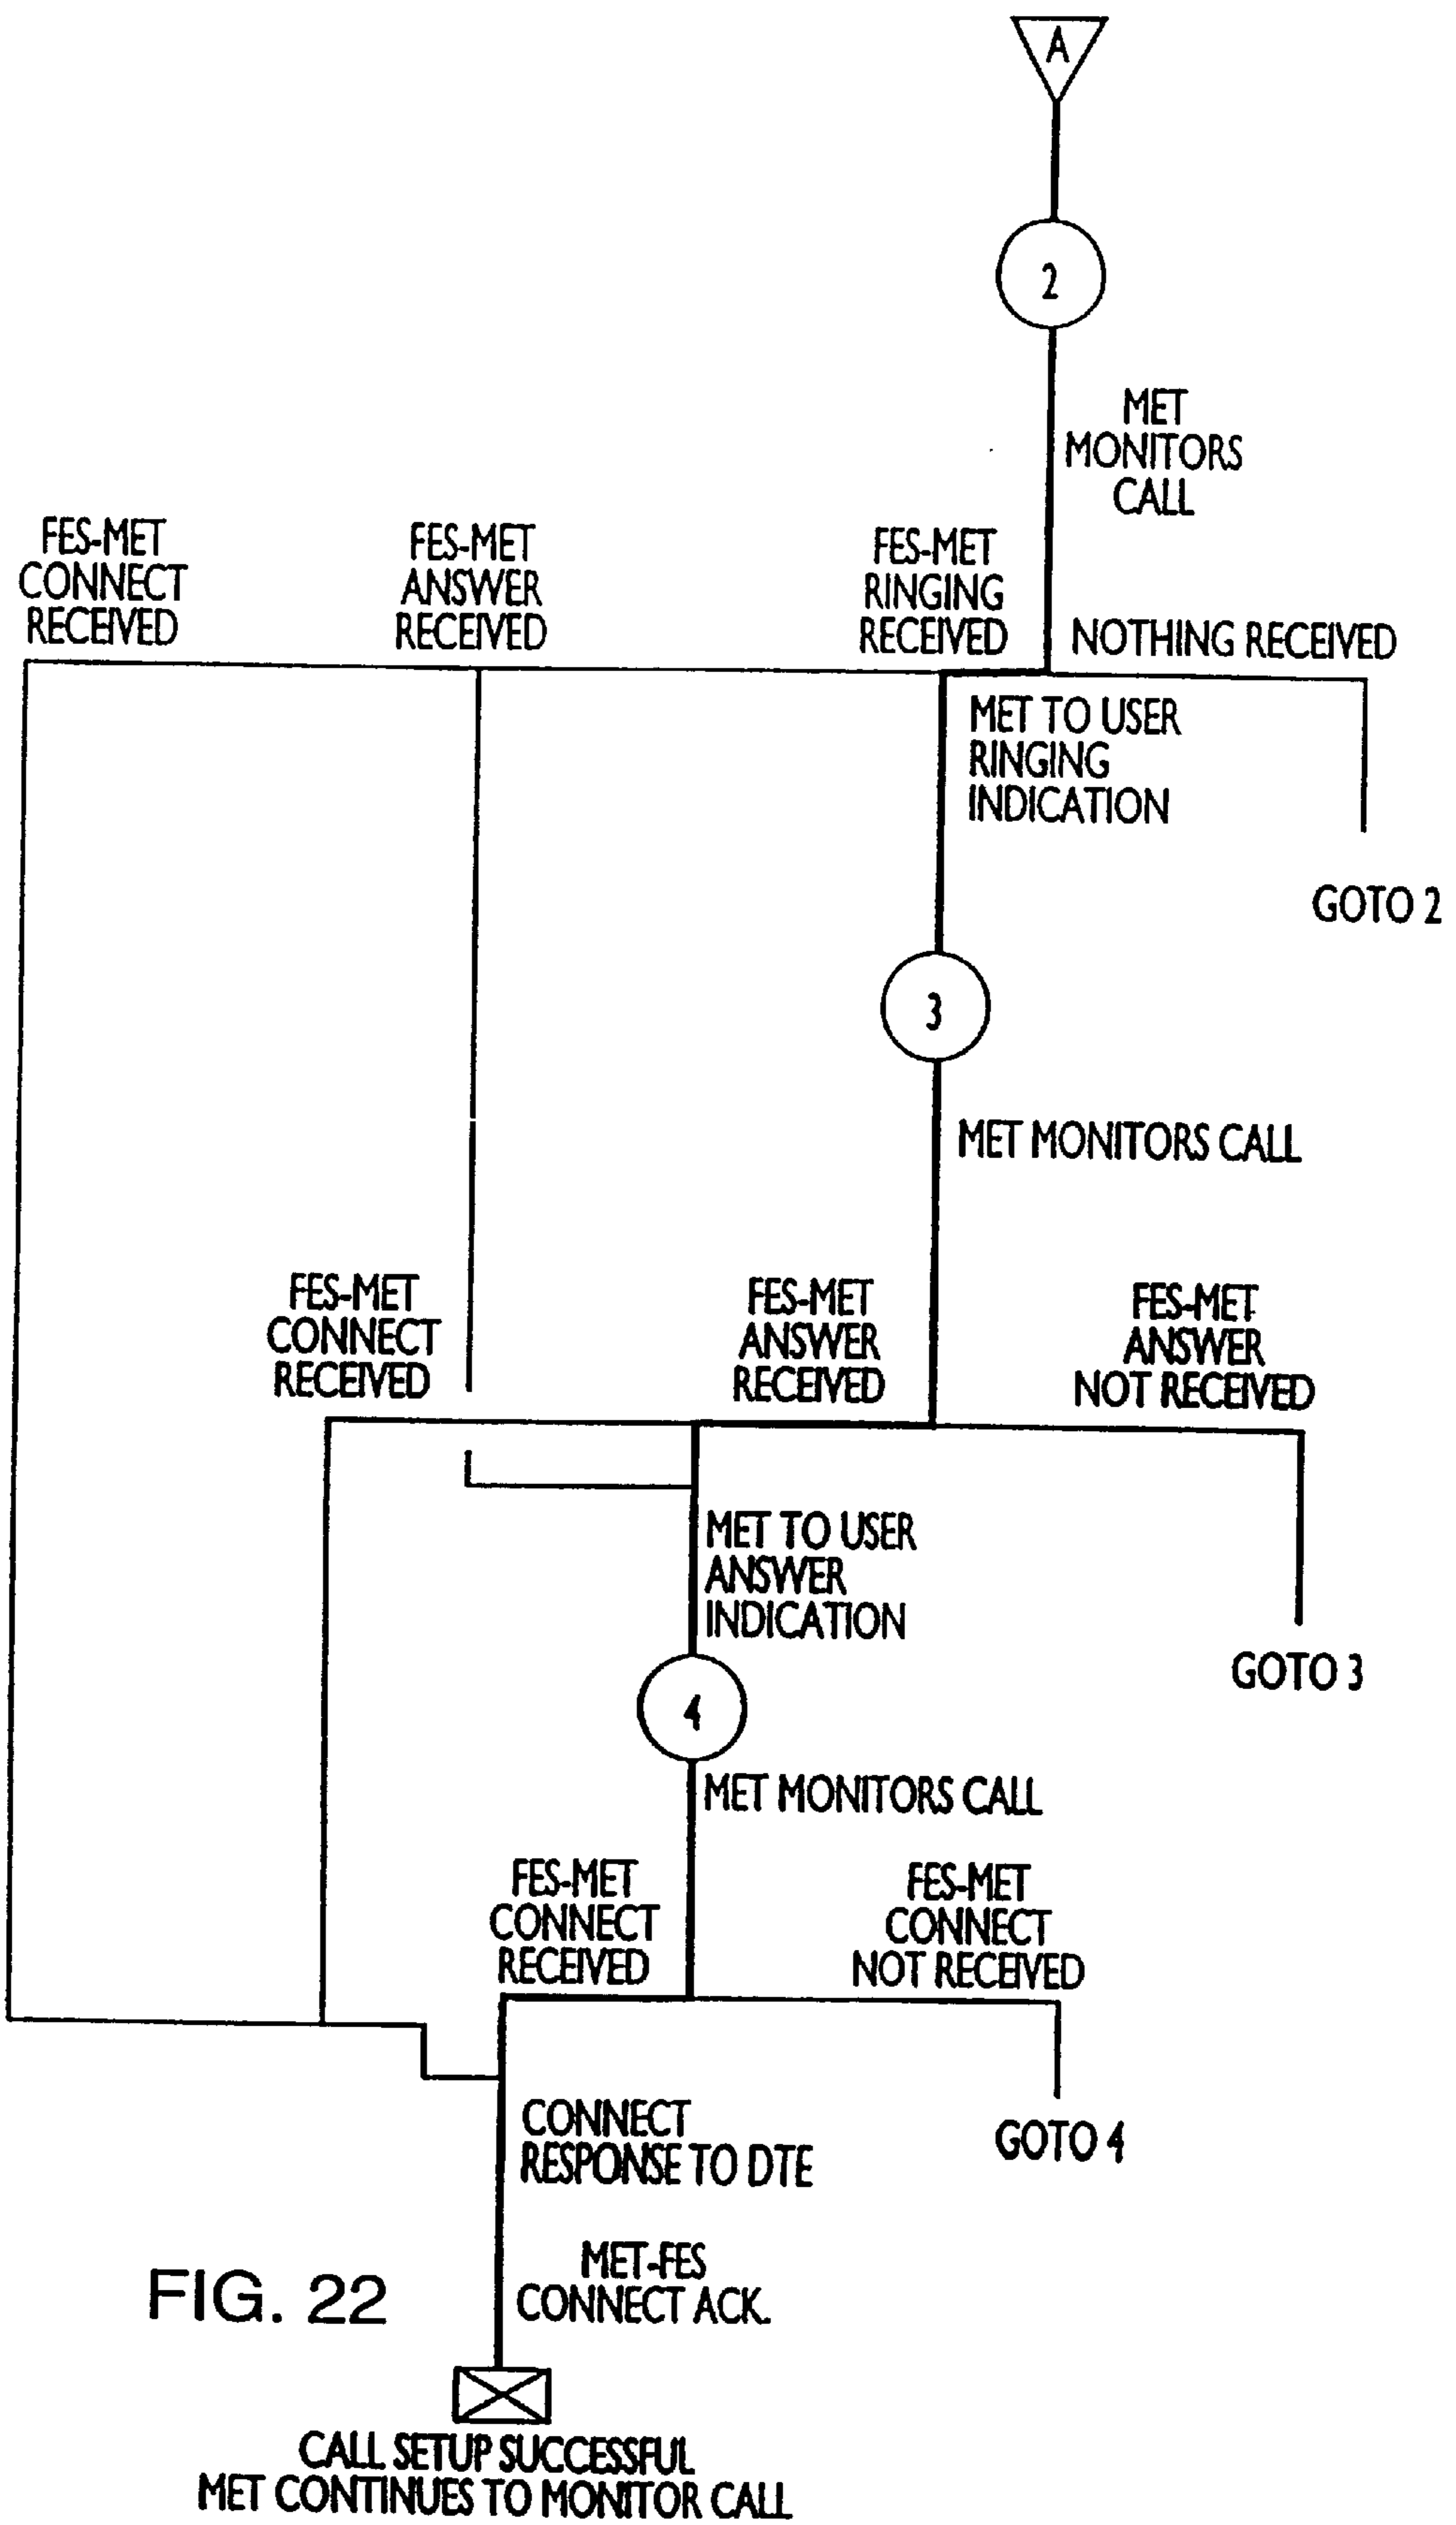 A
2
MET
MONITORS
CALL
FES-MET
CONNECT
RECEIVED
FES-MET
ANSWER
RECEIVED
FES-MET
RINGING
RECEIVED
NOTHING RECEIVED
MET TO USER
RINGING
INDICATION
GOTO 2
3
MET MONITORS CALL
FES-MET
CONNECT
RECEIVED
FES-MET
ANSWER
RECEIVED
FES-MET
ANSWER
NOT RECEIVED
MET TO USER
ANSWER
INDICATION
GOTO 3
4
MET MONITORS CALL
FES-MET
CONNECT
RECEIVED
FES-MET
CONNECT
NOT RECEIVED
CONNECT
RESPONSE TO DTE
GOTO 4
MET-FES
CONNECT ACK.
FIG. 22
CALL SETUP SUCCESSFUL
MET CONTINUES TO MONITOR CALL